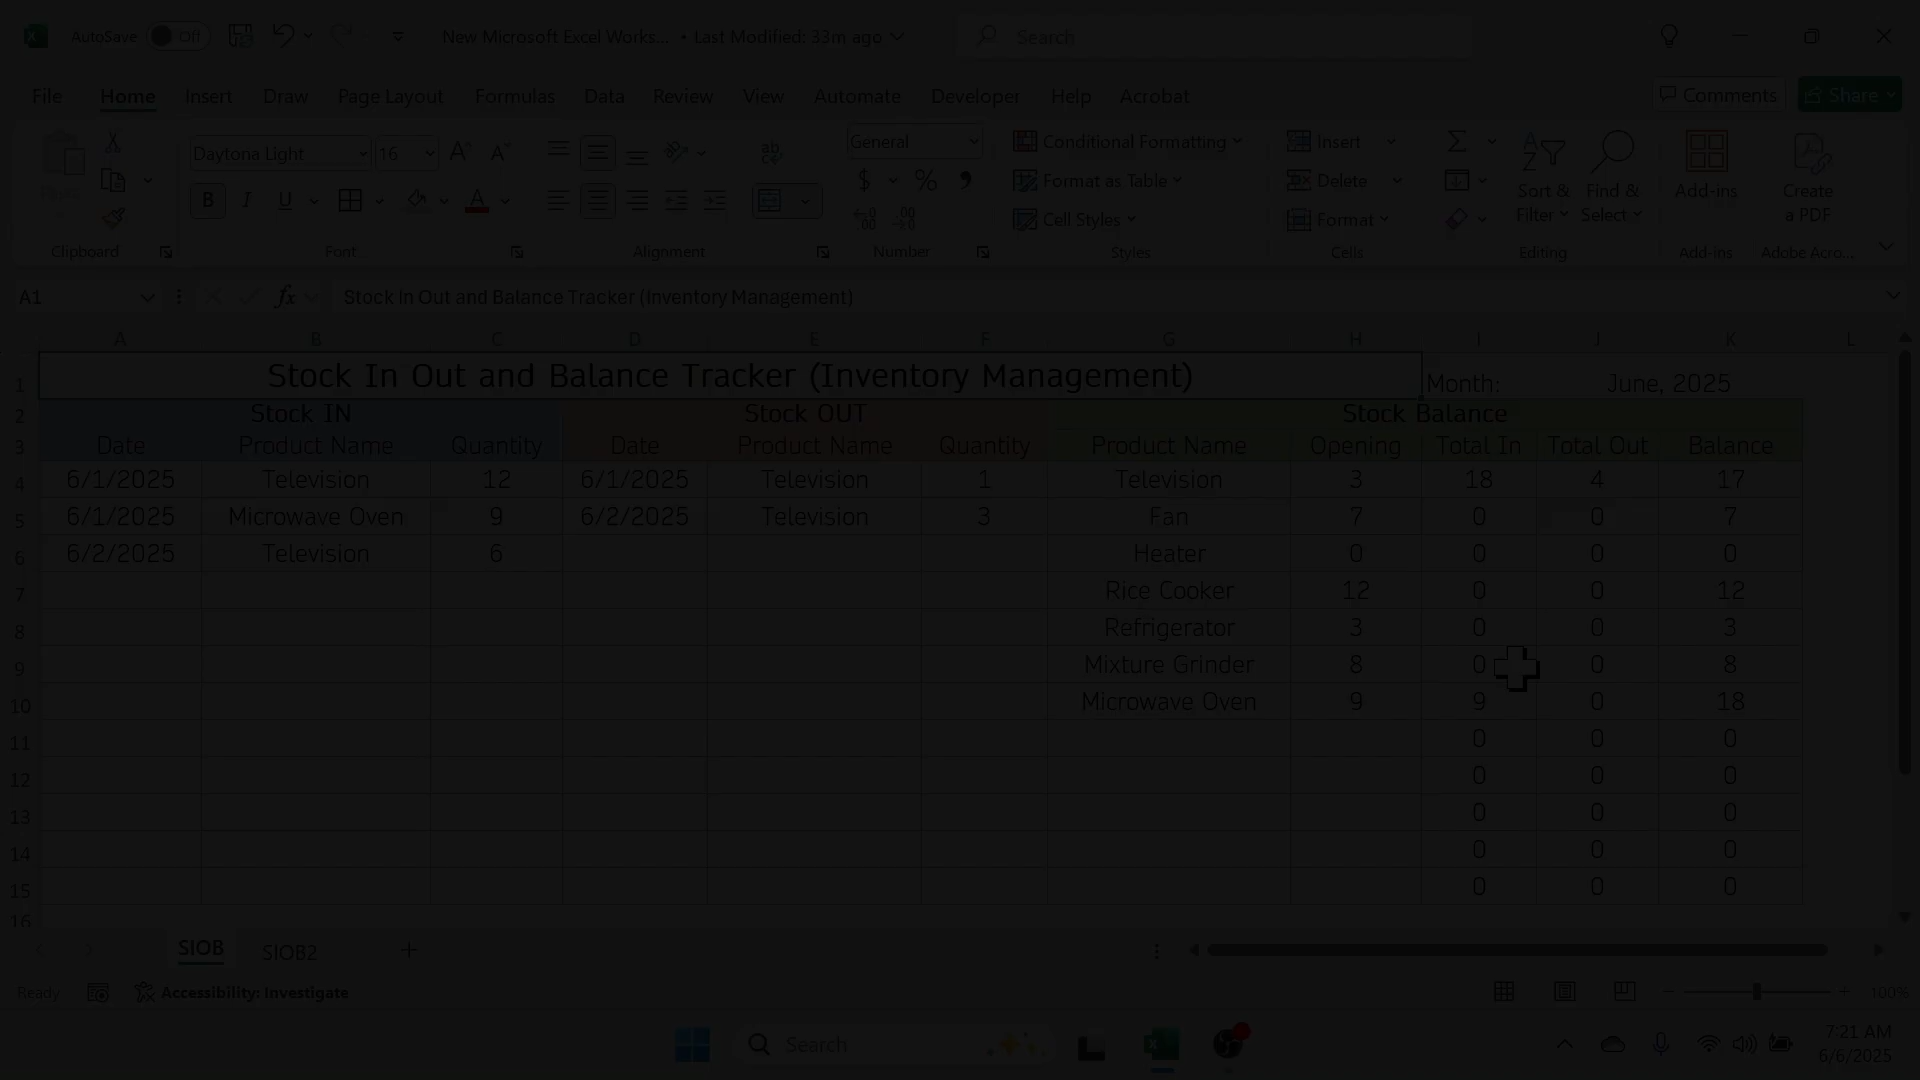 AutoSave Off New Microsoft Excel Works... • Last Modified: 33m ago Search
File Home Insert Draw Page Layout Formulas Data Review View Automate Developer Help Acrobat Comments Share
Daytona Light 16 General Conditional Formatting Insert
B I U A $ % Format as Table Delete Sort & Find & Add-ins Create
Cell Styles Format Filter Select a PDF
Clipboard Font Alignment Number Styles Cells Editing Add-ins Adobe Acro...
A1 fx Stock In Out and Balance Tracker (Inventory Management)
A B C D E F G H I J K L
1 Stock In Out and Balance Tracker (Inventory Management) Month: June, 2025
2 Stock IN Stock OUT Stock Balance
3 Date Product Name Quantity Date Product Name Quantity Product Name Opening Total In Total Out Balance
4 6/1/2025 Television 12 6/1/2025 Television 1 Television 3 18 4 17
5 6/1/2025 Microwave Oven 9 6/2/2025 Television 3 Fan 7 0 0 7
6 6/2/2025 Television 6 Heater 0 0 0 0
7 Rice Cooker 12 0 0 12
8 Refrigerator 3 0 0 3
9 Mixture Grinder 8 0 0 8
10 Microwave Oven 9 9 0 18
11 0 0 0
12 0 0 0
13 0 0 0
14 0 0 0
15 0 0 0
16
SIOB SIOB2
Ready Accessibility: Investigate 100%
Search 7:21 AM
6/6/2025